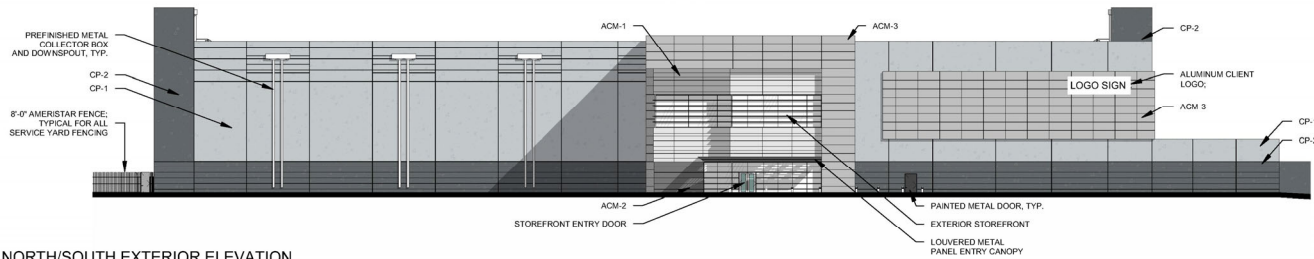 PREFINISHED METAL
COLLECTOR BOX
AND DOWNSPOUT, TYP.
CP-2
CP-1
8'-0" AMERISTAR FENCE;
TYPICAL FOR ALL
SERVICE YARD FENCING
ACM-1
ACM-3
CP-2
LOGO SIGN
ALUMINUM CLIENT
LOGO;
ACM 3
CP-
CP-
ACM-2
STOREFRONT ENTRY DOOR
PAINTED METAL DOOR, TYP.
EXTERIOR STOREFRONT
LOUVERED METAL
PANEL ENTRY CANOPY
NORTH/SOUTH EXTERIOR ELEVATION